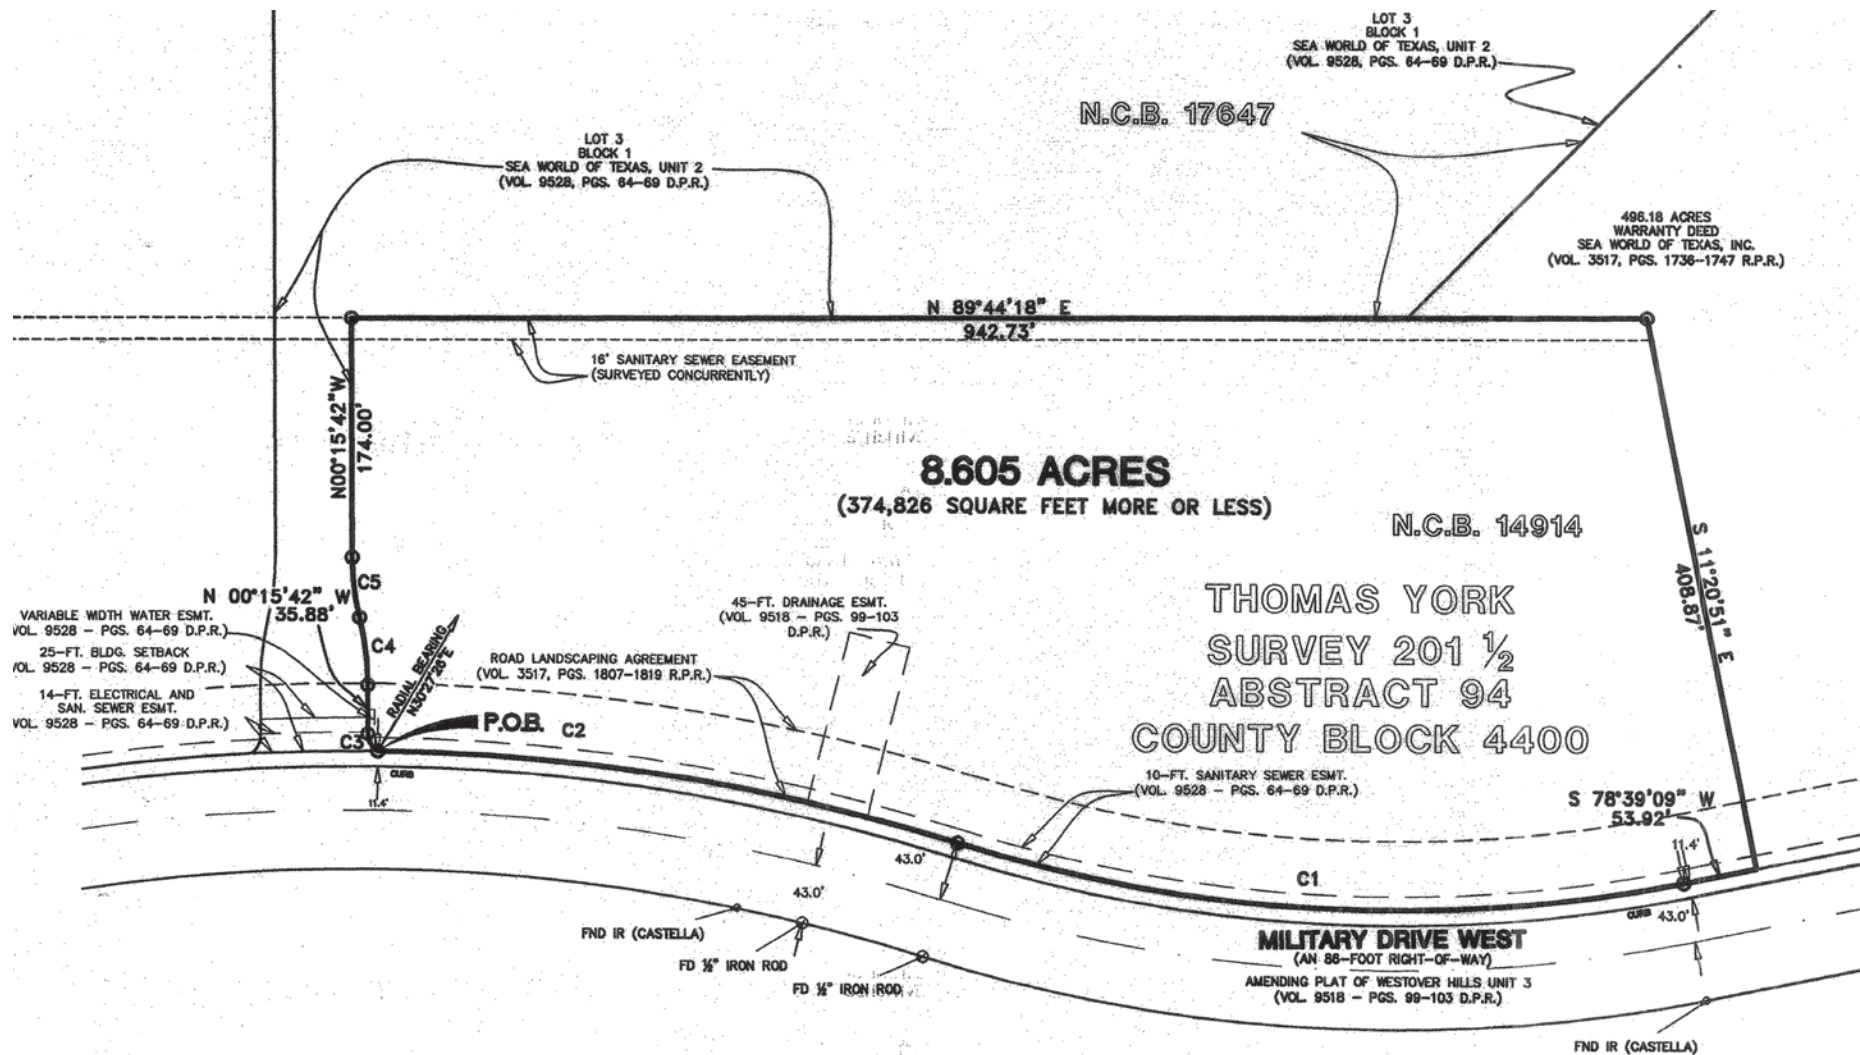 LOT 3
BLOCK 1
SEA WORLD OF TEXAS, UNIT 2
(VOL. 9528, PGS. 64-69 D.P.R.)
N.C.B. 17647
LOT 3
BLOCK 1
SEA WORLD OF TEXAS, UNIT 2
(VOL. 9528, PGS. 64-69 D.P.R.)
496.18 ACRES
WARRANTY DEED
SEA WORLD OF TEXAS, INC.
(VOL. 3517, PGS. 1736-1747 R.P.R.)
N 89°44'18" E
942.73'
16' SANITARY SEWER EASEMENT
(SURVEYED CONCURRENTLY)
N00°15'42"W
174.00'
8.605 ACRES
(374,826 SQUARE FEET MORE OR LESS)
N.C.B. 14914
S 11°20'51" E
408.87'
THOMAS YORK
SURVEY 201 ½
ABSTRACT 94
COUNTY BLOCK 4400
C5
N 00°15'42" W
35.88'
C4
VARIABLE WIDTH WATER ESMT.
VOL. 9528 - PGS. 64-69 D.P.R.)
25-FT. BLDG. SETBACK
VOL. 9528 - PGS. 64-69 D.P.R.)
14-FT. ELECTRICAL AND
SAN. SEWER ESMT.
VOL. 9528 - PGS. 64-69 D.P.R.)
RADIAL BEARING
N30°27'26"E
ROAD LANDSCAPING AGREEMENT
(VOL. 3517, PGS. 1807-1819 R.P.R.)
45-FT. DRAINAGE ESMT.
(VOL. 9518 - PGS. 99-103
D.P.R.)
C3
P.O.B.
C2
CURB
11.4'
10-FT. SANITARY SEWER ESMT.
(VOL. 9528 - PGS. 64-69 D.P.R.)
S 78°39'09" W
53.92'
11.4'
43.0'
43.0'
C1
CURB
43.0'
FND IR (CASTELLA)
FD ½" IRON ROD
FD ½" IRON ROD
MILITARY DRIVE WEST
(AN 86-FOOT RIGHT-OF-WAY)
AMENDING PLAT OF WESTOVER HILLS UNIT 3
(VOL. 9518 - PGS. 99-103 D.P.R.)
FND IR (CASTELLA)